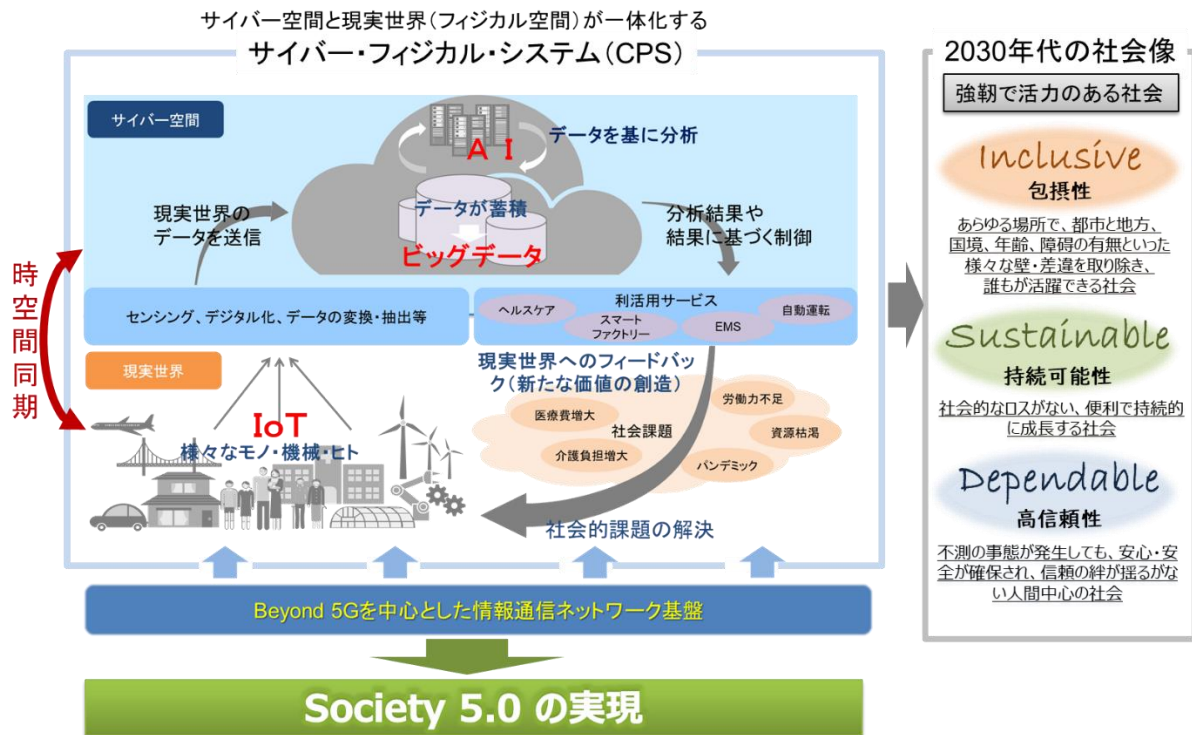 サイバー空間と現実世界(フィジカル空間)が一体化する
サイバー・フィジカル・システム(CPS)
サイバー空間
AI
データを基に分析
データが蓄積
ビッグデータ
現実世界の
データを送信
分析結果や
結果に基づく制御
時空間同期
センシング、デジタル化、データの変換・抽出等
利活用サービス
ヘルスケア
スマート
ファクトリー
EMS
自動運転
現実世界
IoT
様々なモノ・機械・ヒト
現実世界へのフィードバッ
ク(新たな価値の創造)
医療費増大
労働力不足
社会課題
資源枯渇
介護負担増大
パンデミック
社会的課題の解決
Beyond 5Gを中心とした情報通信ネットワーク基盤
Society 5.0 の実現
2030年代の社会像
強靭で活力のある社会
Inclusive
包摂性
あらゆる場所で、都市と地方、
国境、年齢、障碍の有無といった
様々な壁・差違を取り除き、
誰もが活躍できる社会
Sustainable
持続可能性
社会的なロスがない、便利で持続的
に成長する社会
Dependable
高信頼性
不測の事態が発生しても、安心・安
全が確保され、信頼の絆が揺るがな
い人間中心の社会